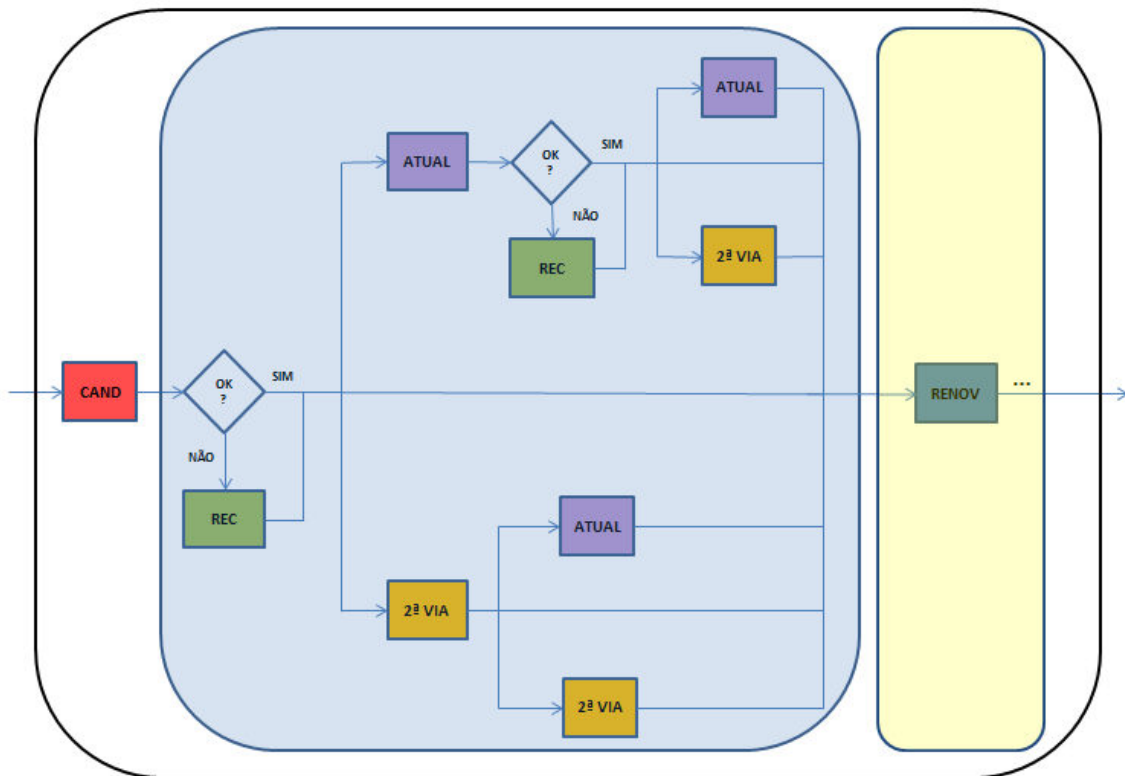 ATUAL
ATUAL
OK
?
SIM
NÃO
REC
2ª VIA
CAND
OK
?
SIM
NÃO
REC
RENOV
...
ATUAL
2ª VIA
2ª VIA